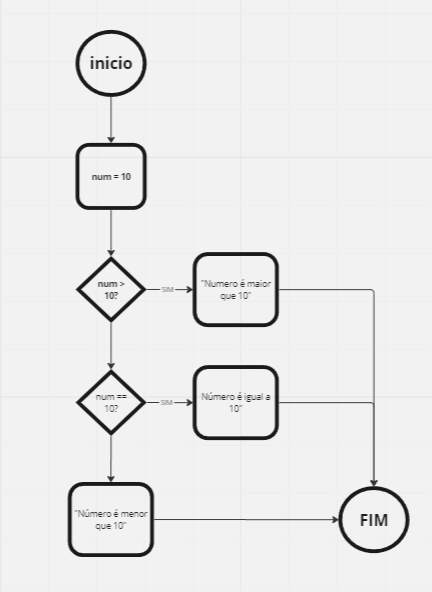 inicio
num = 10
num >
10?
SIM
"Numero é maior
que 10"
num ==
10?
SIM
Número é igual a
10"
"Número é menor
que 10"
FIM